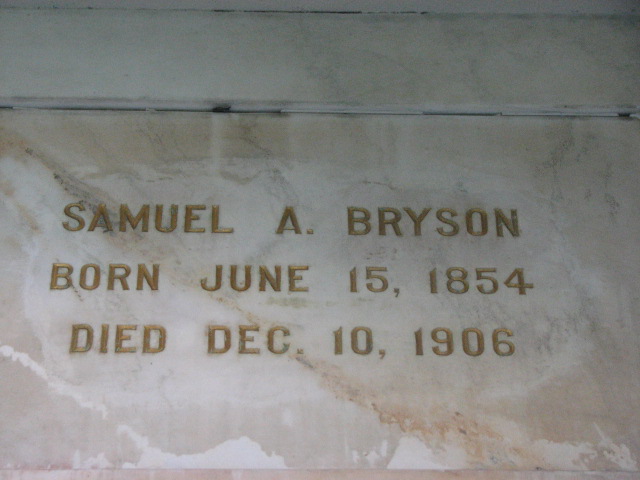 SAMUEL A. BRYSON
BORN JUNE 15, 1854
DIED DEC. 10, 1906